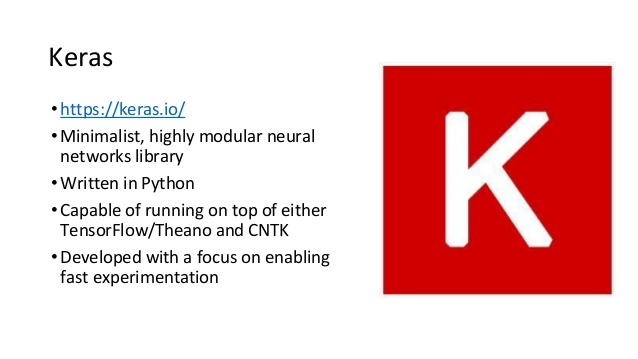 Keras
•https://keras.io/
•Minimalist, highly modular neural
networks library
•Written in Python
•Capable of running on top of either
TensorFlow/Theano and CNTK
•Developed with a focus on enabling
fast experimentation
K